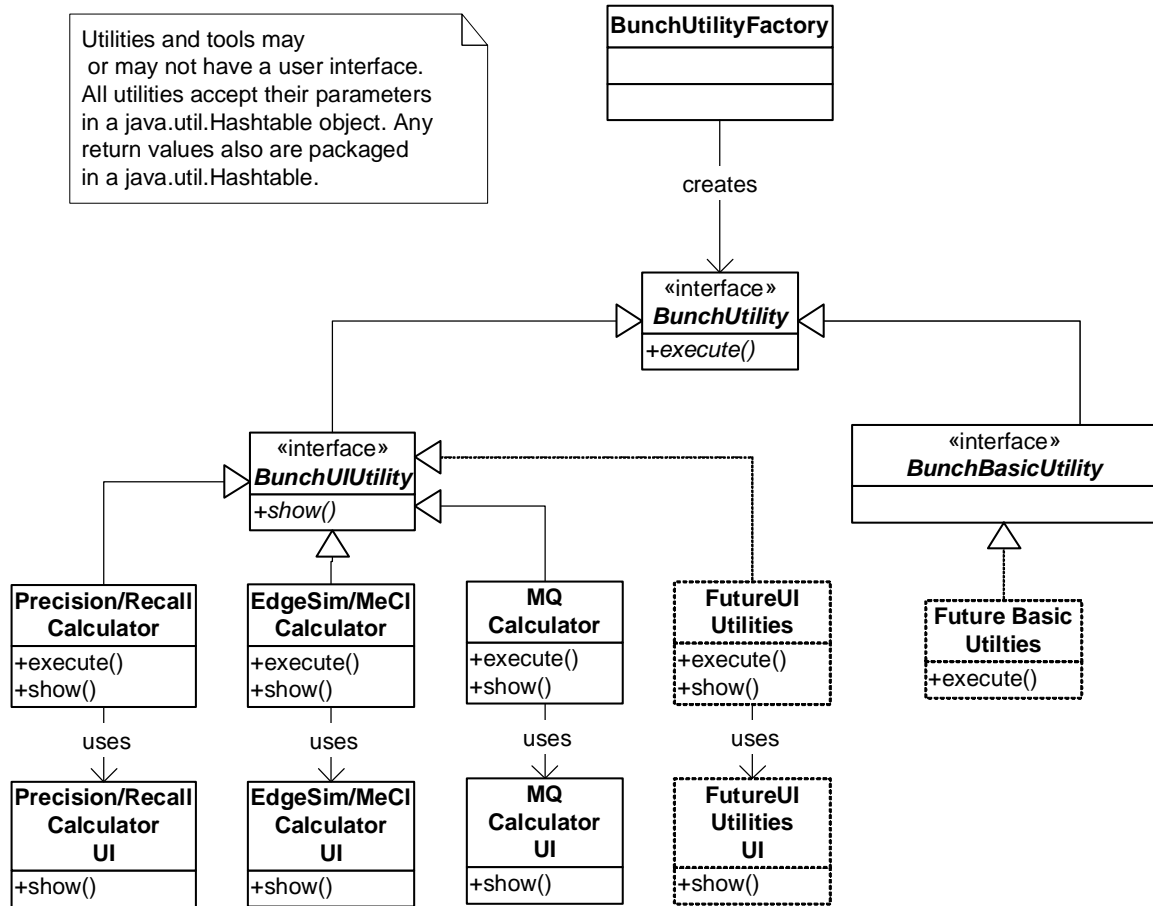 Utilities and tools may
or may not have a user interface.
All utilities accept their parameters
in a java.util.Hashtable object. Any
return values also are packaged
in a java.util.Hashtable.
BunchUtilityFactory
creates
«interface»
BunchUtility
+execute()
«interface»
BunchUIUtility
+show()
«interface»
BunchBasicUtility
Precision/Recall
Calculator
+execute()
+show()
EdgeSim/MeCl
Calculator
+execute()
+show()
MQ
Calculator
+execute()
+show()
FutureUI
Utilities
+execute()
+show()
Future Basic
Utilties
+execute()
uses
uses
uses
uses
Precision/Recall
Calculator
UI
+show()
EdgeSim/MeCl
Calculator
UI
+show()
MQ
Calculator
UI
+show()
FutureUI
Utilities
UI
+show()